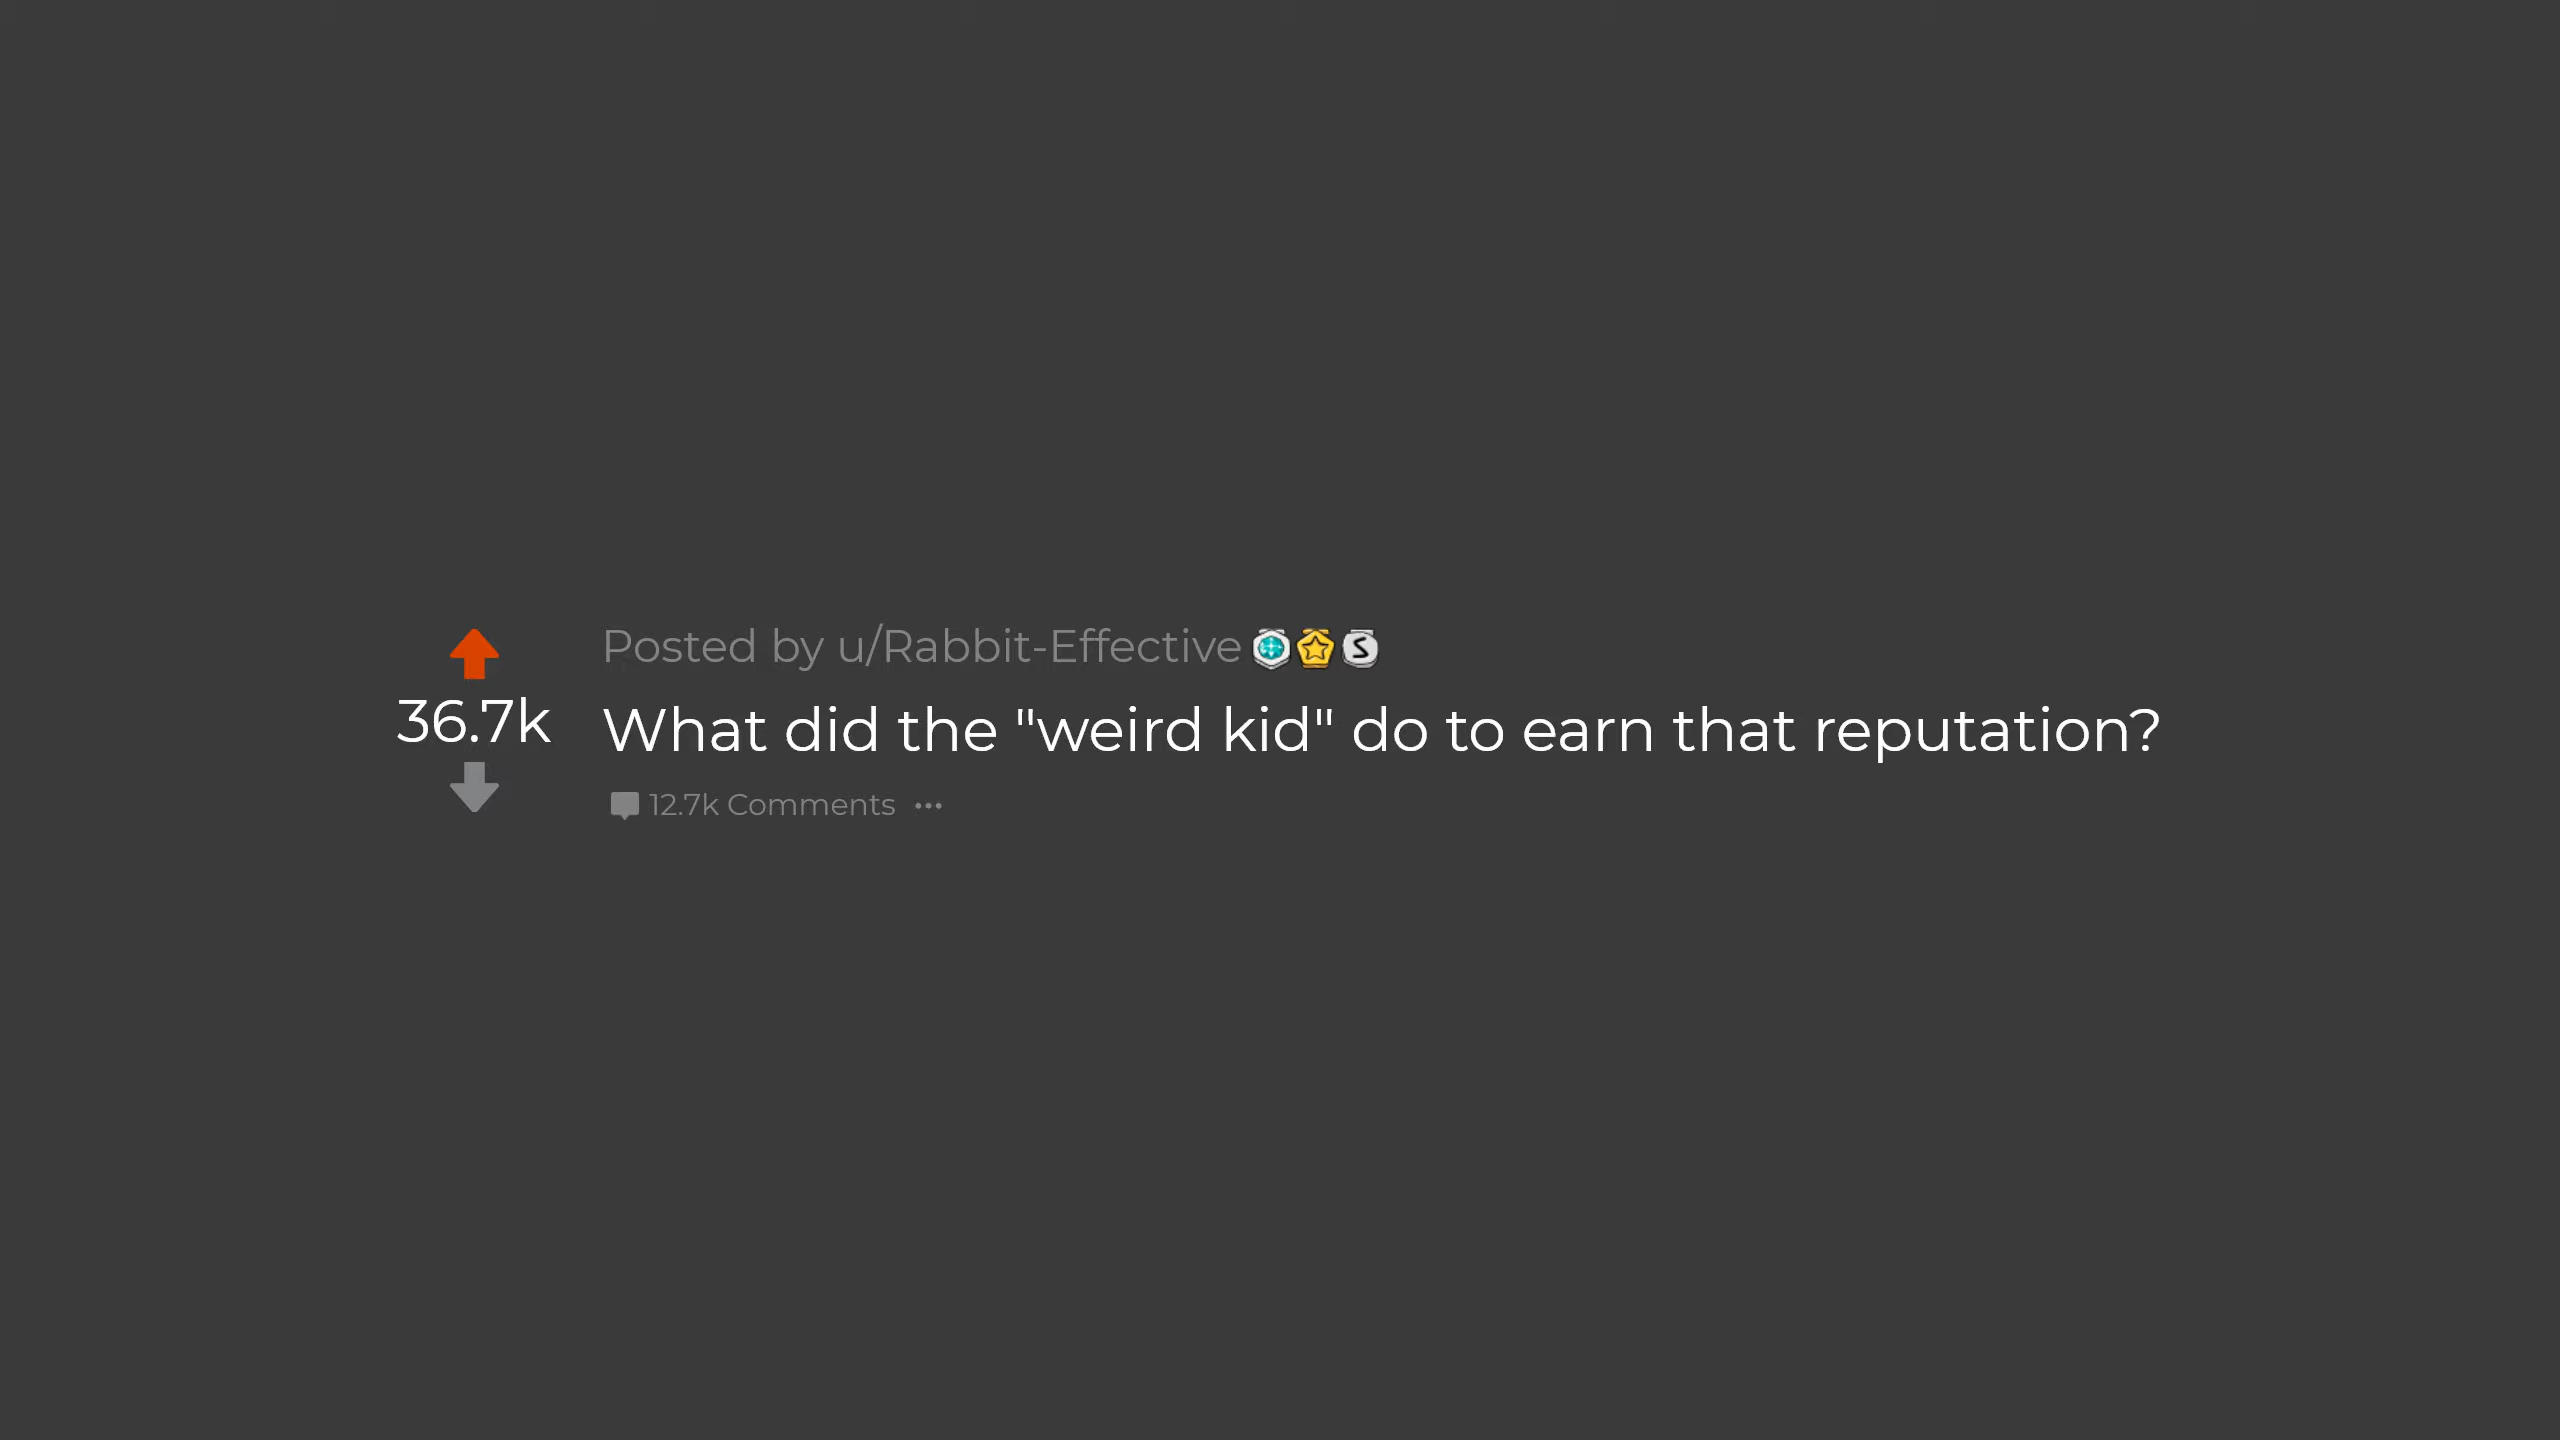 Posted by u/Rabbit-Effective
36.7k
What did the "weird kid" do to earn that reputation?
12.7k Comments ...